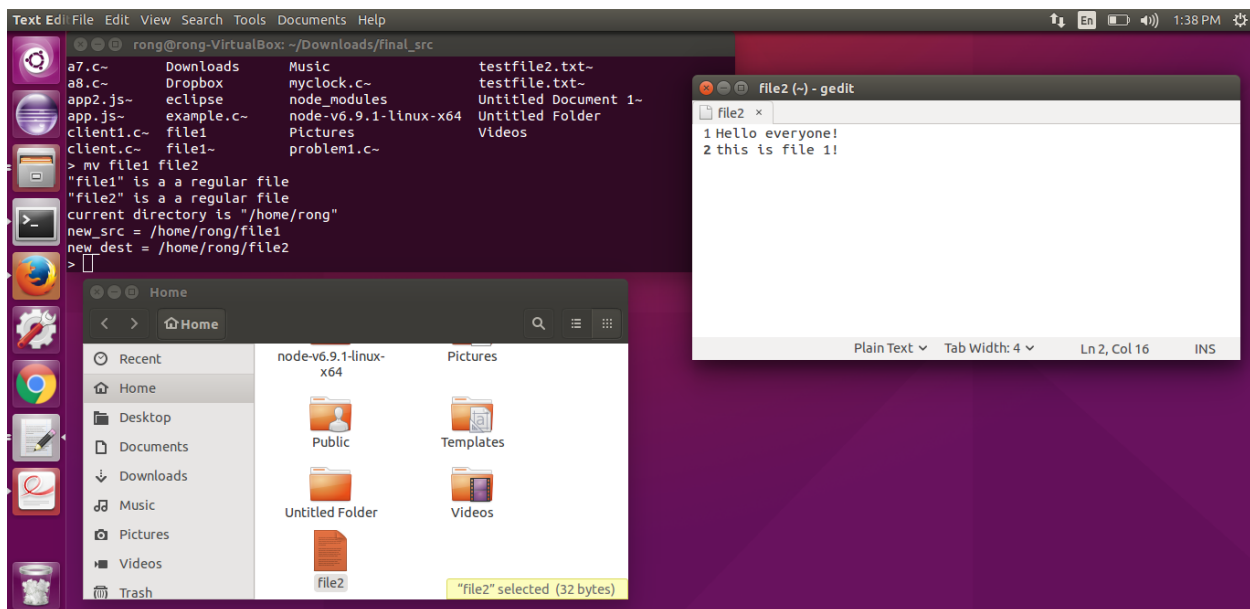 Text Edi File Edit View Search Tools Documents Help En 1:38 PM
rong@rong-VirtualBox: ~/Downloads/final_src
a7.c~ Downloads Music testfile2.txt~
a8.c~ Dropbox myclock.c~ testfile.txt~
app2.js~ eclipse node_modules Untitled Document 1~
app.js~ example.c~ node-v6.9.1-linux-x64 Untitled Folder
client1.c~ file1 Pictures Videos
client.c~ file1~ problem1.c~
> mv file1 file2
"file1" is a a regular file
"file2" is a a regular file
current directory is "/home/rong"
new_src = /home/rong/file1
new_dest = /home/rong/file2
>
file2 (~) - gedit
file2 ×
1 Hello everyone!
2 this is file 1!
Plain Text Tab Width: 4 Ln 2, Col 16 INS
Home
Home
Recent
Home
Desktop
Documents
Downloads
Music
Pictures
Videos
Trash
node-v6.9.1-linux-
x64
Pictures
Public
Templates
Untitled Folder
Videos
file2
"file2" selected (32 bytes)